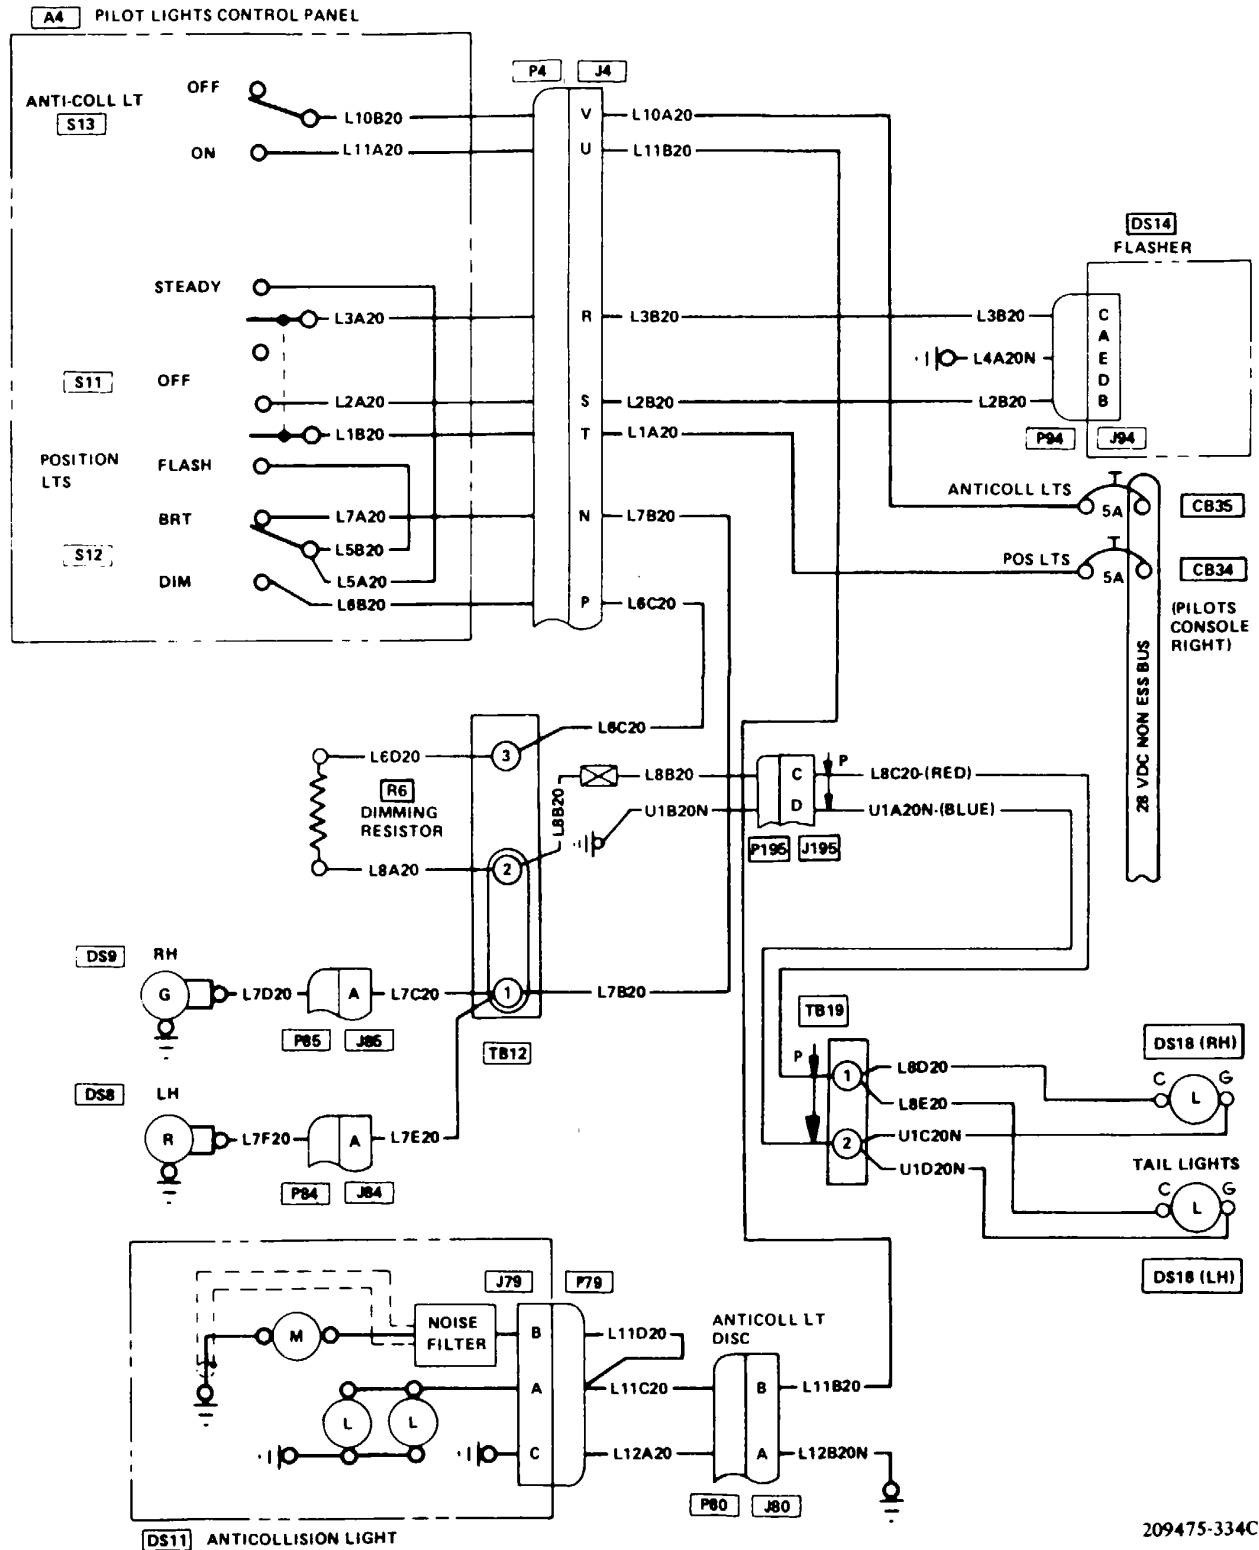 A4 PILOT LIGHTS CONTROL PANEL
P4 J4
ANTI-COLL LT
S13
OFF
L10B20
V
L10A20
ON
L11A20
U
L11B20
DS14
FLASHER
STEADY
L3A20
R
L3B20
L3B20
C
A
L4A20N
E
D
S11
OFF
L2A20
S
L2B20
L2B20
B
L1B20
T
L1A20
P94 J94
POSITION
LTS
FLASH
ANTICOLL LTS
5A
CB35
BRT
L7A20
N
L7B20
S12
L5B20
POS LTS
5A
CB34
DIM
L5A20
L6B20
P
L6C20
(PILOTS
CONSOLE
RIGHT)
28 VDC NON ESS BUS
L6C20
L6D20
3
R6
DIMMING
RESISTOR
L8B20
L8B20
C
P
L8C20-(RED)
U1B20N
D
U1A20N-(BLUE)
P195 J195
L8A20
2
DS9
RH
G
L7D20
A
L7C20
1
L7B20
P85 J85
TB12
TB19
DS8
LH
R
L7F20
A
L7E20
P84 J84
P
1
L8D20
L8E20
DS18 (RH)
C
L
G
2
U1C20N
U1D20N
TAIL LIGHTS
C
L
G
DS18 (LH)
J79 P79
M
NOISE
FILTER
B
L11D20
ANTICOLL LT
DISC
A
L11C20
B
L11B20
L
L
C
L12A20
A
L12B20N
P80 J80
DS11 ANTICOLLISION LIGHT
209475-334C